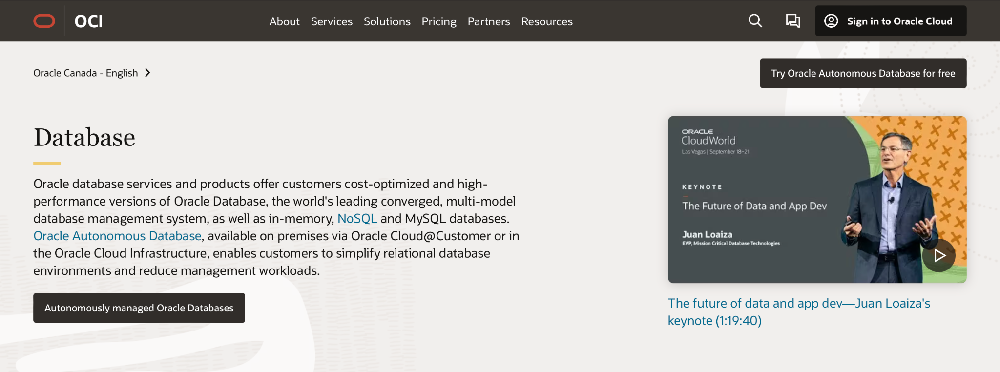 OCI
About Services Solutions Pricing Partners Resources
Sign in to Oracle Cloud
Oracle Canada - English
Try Oracle Autonomous Database for free
Database
Oracle database services and products offer customers cost-optimized and high-
performance versions of Oracle Database, the world's leading converged, multi-model
database management system, as well as in-memory, NoSQL and MySQL databases.
Oracle Autonomous Database, available on premises via Oracle Cloud@Customer or in
the Oracle Cloud Infrastructure, enables customers to simplify relational database
environments and reduce management workloads.
Autonomously managed Oracle Databases
ORACLE
CloudWorld
Las Vegas | September 18–21
KEYNOTE
The Future of Data and App Dev
Juan Loaiza
EVP, Mission Critical Database Technologies
The future of data and app dev—Juan Loaiza's
keynote (1:19:40)